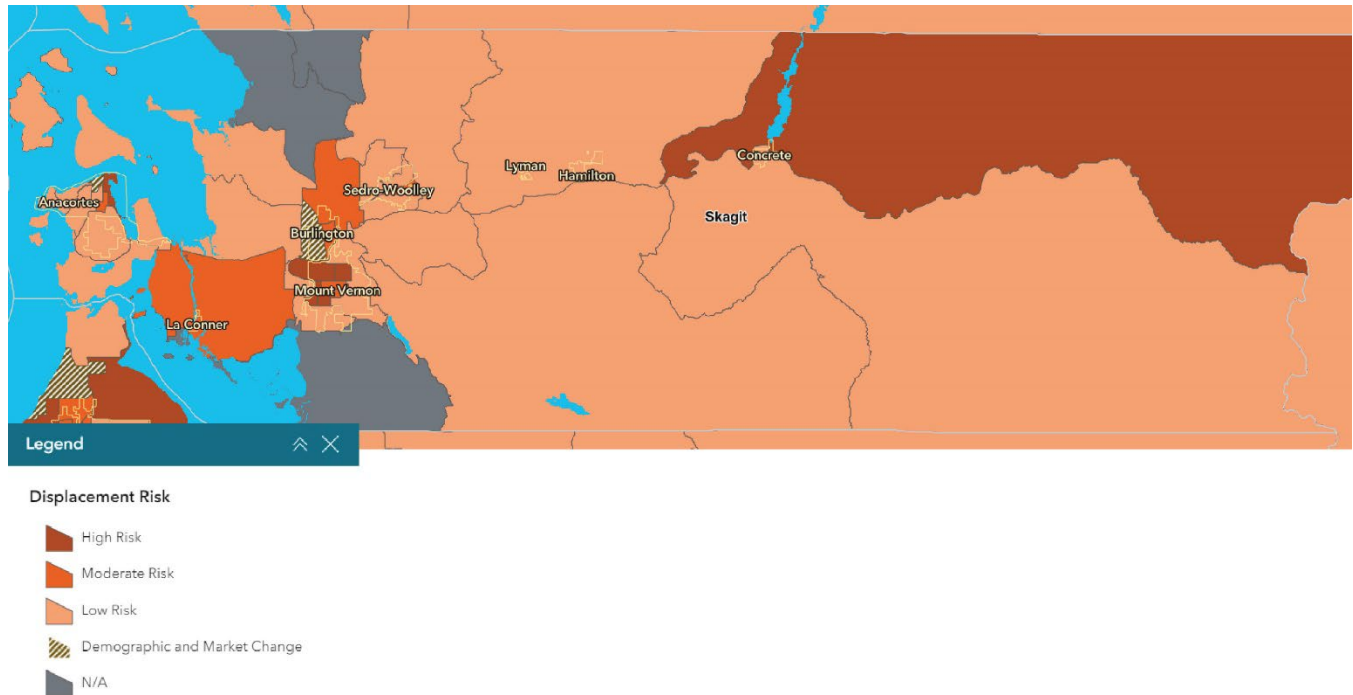 Concrete
Lyman
Hamilton
Sedro-Woolley
Anacortes
Skagit
Burlington
Mount Vernon
La Conner
Legend
Displacement Risk
High Risk
Moderate Risk
Low Risk
Demographic and Market Change
N/A